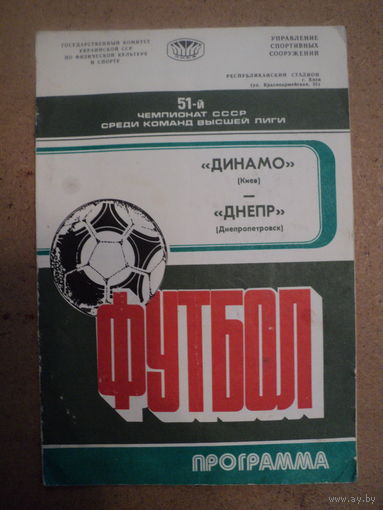 ГОСУДАРСТВЕННЫЙ КОМИТЕТ
УКРАИНСКОЙ ССР
ПО ФИЗИЧЕСКОЙ КУЛЬТУРЕ
И СПОРТУ
УПРАВЛЕНИЕ
СПОРТИВНЫХ
СООРУЖЕНИЙ
РЕСПУБЛИКАНСКИЙ СТАДИОН
г. Киев
(ул. Красноармейская, 55)
51-й
ЧЕМПИОНАТ СССР
СРЕДИ КОМАНД ВЫСШЕЙ ЛИГИ
«ДИНАМО»
(Киев)
—
«ДНЕПР»
(Днепропетровск)
ФУТБОЛ
ПРОГРАММА
www.ay.by